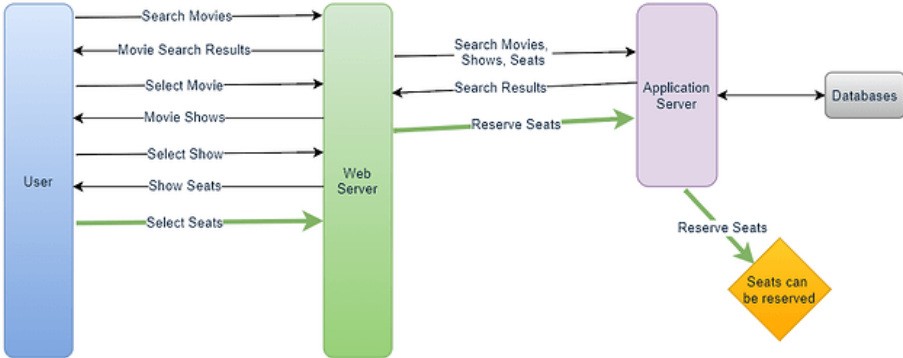 Search Movies
Movie Search Results
Select Movie
Movie Shows
Select Show
Show Seats
Select Seats
User
Web
Server
Search Movies,
Shows, Seats
Search Results
Reserve Seats
Application
Server
Databases
Reserve Seats
Seats can
be reserved